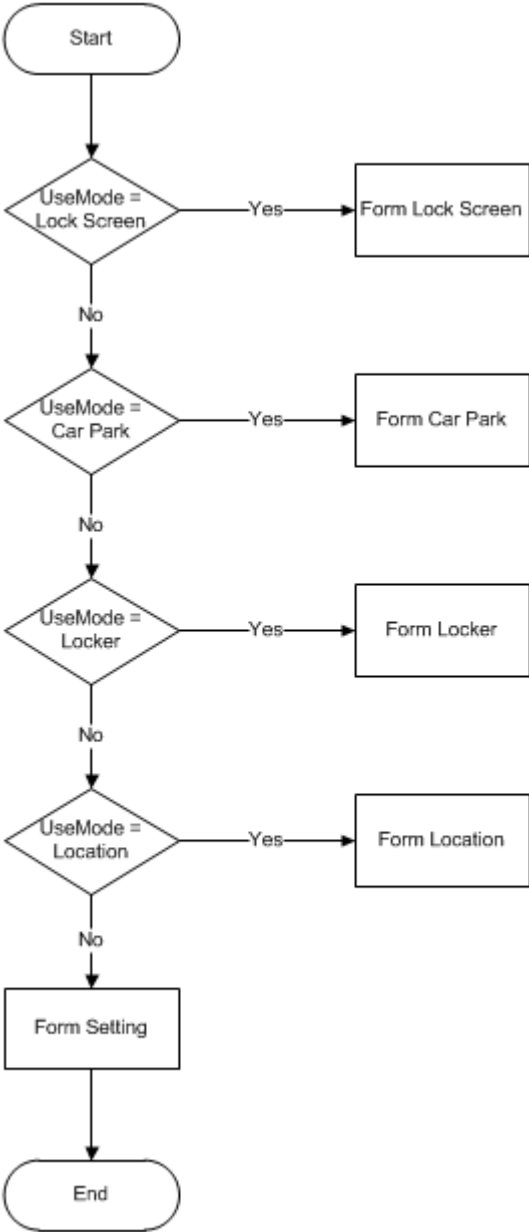 Start
UseMode =
Lock Screen
Yes
Form Lock Screen
No
UseMode =
Car Park
Yes
Form Car Park
No
UseMode =
Locker
Yes
Form Locker
No
UseMode =
Location
Yes
Form Location
No
Form Setting
End